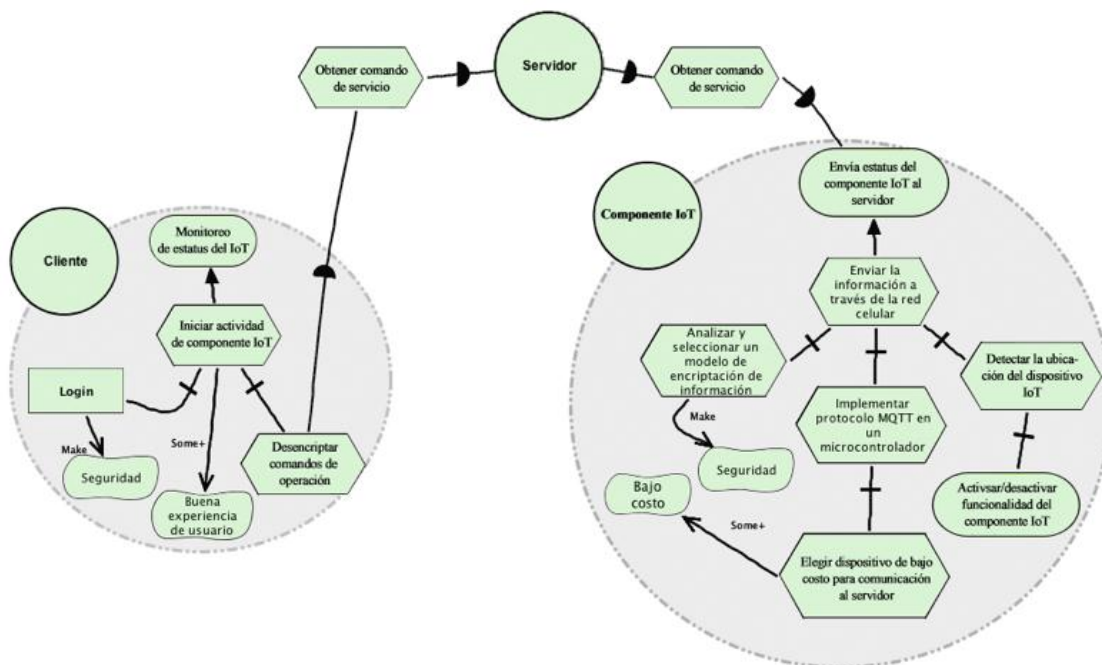 Obtener comando
de servicio
Servidor
Obtener comando
de servicio
Cliente
Monitoreo
de estatus del IoT
Iniciar actividad
de componente IoT
Login
Make
Seguridad
Some+
Buena
experiencia
de usuario
Desencriptar
comandos de
operación
Componente IoT
Envía estatus del
componente IoT al
servidor
Enviar la
información a
través de la red
celular
Analizar y
seleccionar un
modelo de
encriptación de
información
Make
Seguridad
Implementar
protocolo MQTT en
un
microcontrolador
Detectar la ubica-
ción del dispositivo
IoT
Activsar/desactivar
funcionalidad del
componente IoT
Bajo
costo
Some+
Elegir dispositivo de bajo
costo para comunicación
al servidor